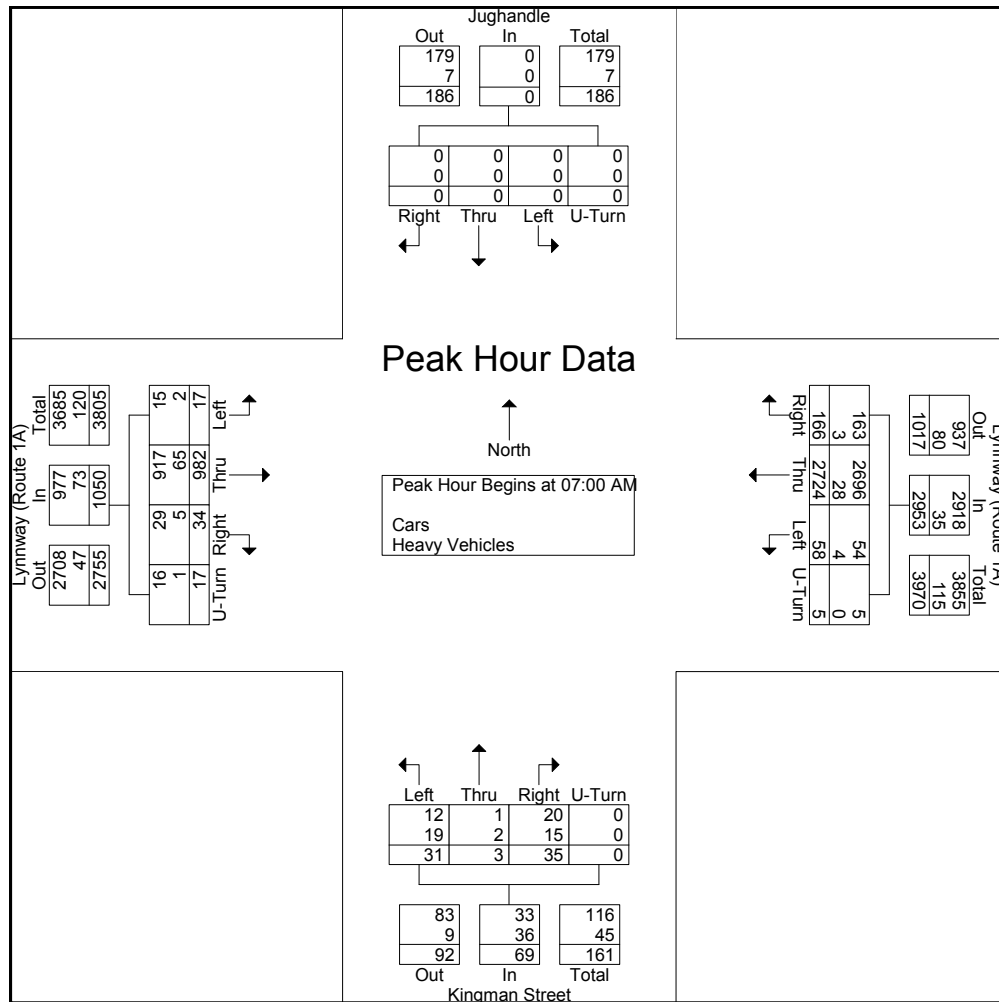 Jughandle
Out In Total
179 0 179
7 0 7
186 0 186
0 0 0 0
0 0 0 0
0 0 0 0
Right Thru Left U-Turn
Peak Hour Data
North
Peak Hour Begins at 07:00 AM
Cars
Heavy Vehicles
Lynnway (Route 1A)
Out In Total
2708 977 3685
47 73 120
2755 1050 3805
16 29 917 15
1 5 65 2
17 34 982 17
U-Turn Right Thru Left
Lynnway (Route 1A)
Out In Total
937 2918 3855
80 35 115
1017 2953 3970
163 2696 54 5
3 28 4 0
166 2724 58 5
Right Thru Left U-Turn
Left Thru Right U-Turn
12 1 20 0
19 2 15 0
31 3 35 0
83 33 116
9 36 45
92 69 161
Out In Total
Kingman Street